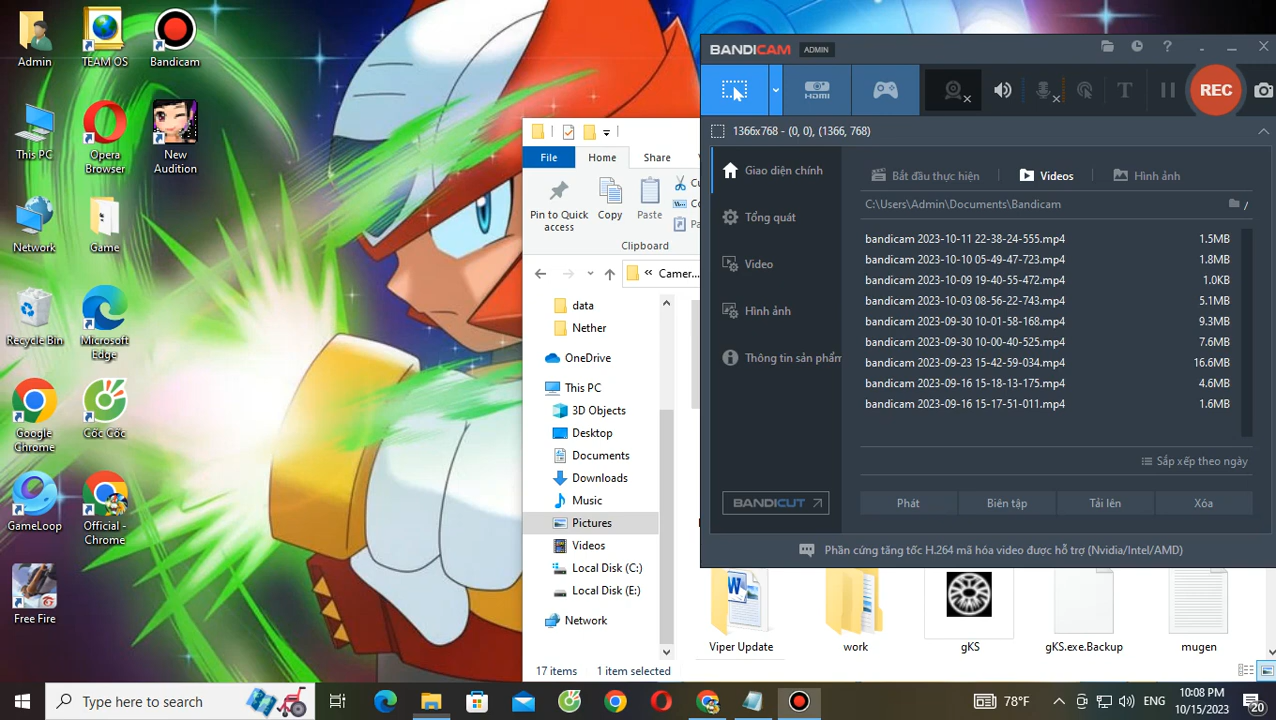 Admin
TEAM OS
Bandicam
This PC
Opera
Browser
New
Audition
Network
Game
Recycle Bin
Microsoft
Edge
Google
Chrome
Cốc Cốc
GameLoop
Official -
Chrome
Free Fire
File
Home
Share
Pin to Quick
access
Copy
Paste
Clipboard
Camer...
data
Nether
OneDrive
This PC
3D Objects
Desktop
Documents
Downloads
Music
Pictures
Videos
Local Disk (C:)
Local Disk (E:)
Network
17 items
1 item selected
BANDICAM ADMIN
HDMI
REC
1366x768 - (0, 0), (1366, 768)
Giao diện chính
Tổng quát
Video
Hình ảnh
Thông tin sản phẩm
BANDICUT
Bắt đầu thực hiện
Videos
Hình ảnh
C:\Users\Admin\Documents\Bandicam
bandicam 2023-10-11 22-38-24-555.mp4 1.5MB
bandicam 2023-10-10 05-49-47-723.mp4 1.8MB
bandicam 2023-10-09 19-40-55-472.mp4 1.0KB
bandicam 2023-10-03 08-56-22-743.mp4 5.1MB
bandicam 2023-09-30 10-01-58-168.mp4 9.3MB
bandicam 2023-09-30 10-00-40-525.mp4 7.6MB
bandicam 2023-09-23 15-42-59-034.mp4 16.6MB
bandicam 2023-09-16 15-18-13-175.mp4 4.6MB
bandicam 2023-09-16 15-17-51-011.mp4 1.6MB
Sắp xếp theo ngày
Phát
Biên tập
Tải lên
Xóa
Phần cứng tăng tốc H.264 mã hóa video được hỗ trợ (Nvidia/Intel/AMD)
Viper Update
work
gKS
gKS.exe.Backup
mugen
Type here to search
78°F
ENG
10:08 PM
10/15/2023
20